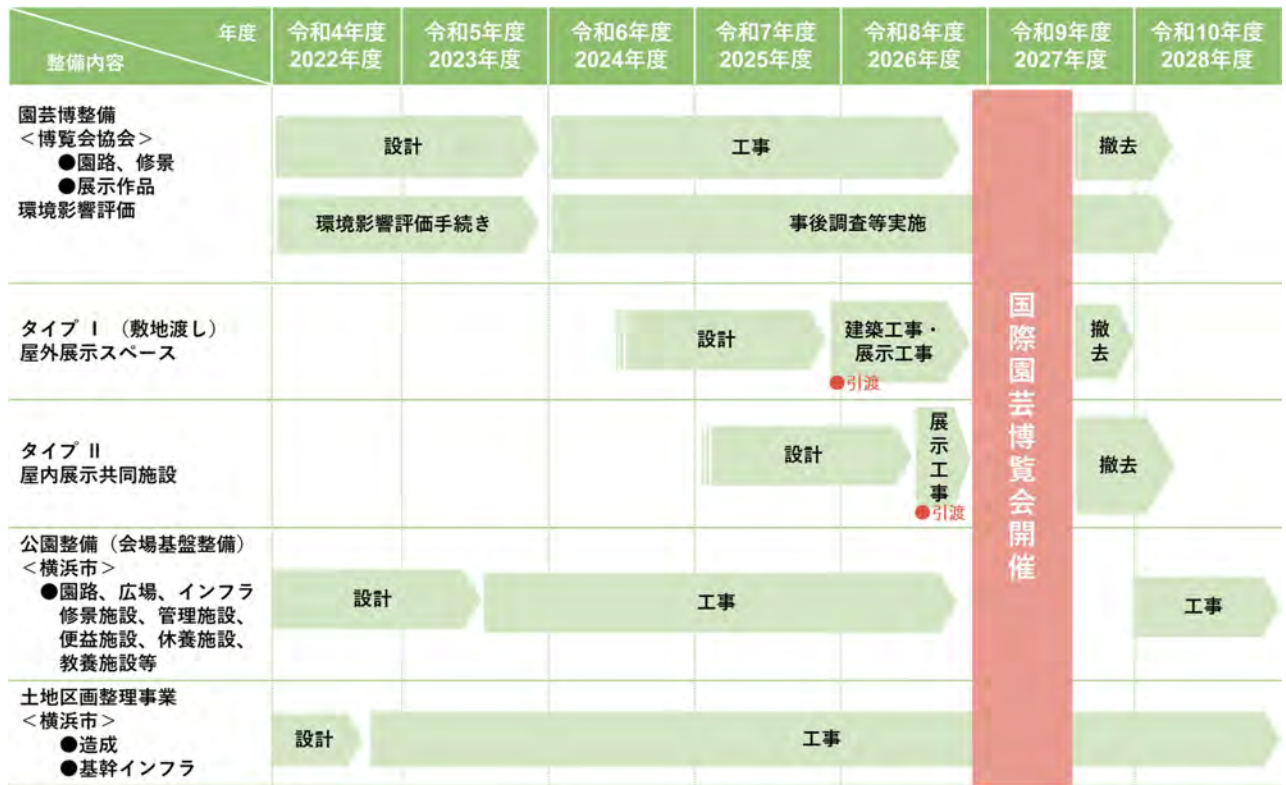 年度
整備内容
令和4年度
2022年度
令和5年度
2023年度
令和6年度
2024年度
令和7年度
2025年度
令和8年度
2026年度
令和9年度
2027年度
令和10年度
2028年度
園芸博整備
＜博覧会協会＞
●園路、修景
●展示作品
環境影響評価
設計
工事
撤去
環境影響評価手続き
事後調査等実施
タイプ Ⅰ （敷地渡し）
屋外展示スペース
設計
建築工事・
展示工事
●引渡
撤去
タイプ Ⅱ
屋内展示共同施設
設計
展示工事
●引渡
撤去
国際園芸博覧会開催
公園整備（会場基盤整備）
＜横浜市＞
●園路、広場、インフラ
修景施設、管理施設、
便益施設、休養施設、
教養施設等
設計
工事
工事
土地区画整理事業
＜横浜市＞
●造成
●基幹インフラ
設計
工事